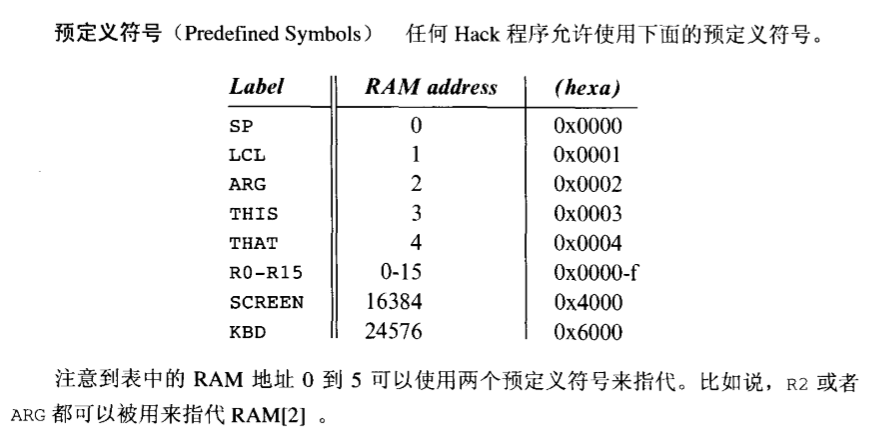 预定义符号（Predefined Symbols） 任何 Hack 程序允许使用下面的预定义符号。
Label RAM address (hexa)
SP 0 0x0000
LCL 1 0x0001
ARG 2 0x0002
THIS 3 0x0003
THAT 4 0x0004
R0-R15 0-15 0x0000-f
SCREEN 16384 0x4000
KBD 24576 0x6000
注意到表中的 RAM 地址 0 到 5 可以使用两个预定义符号来指代。比如说，R2 或者
ARG 都可以被用来指代 RAM[2] 。